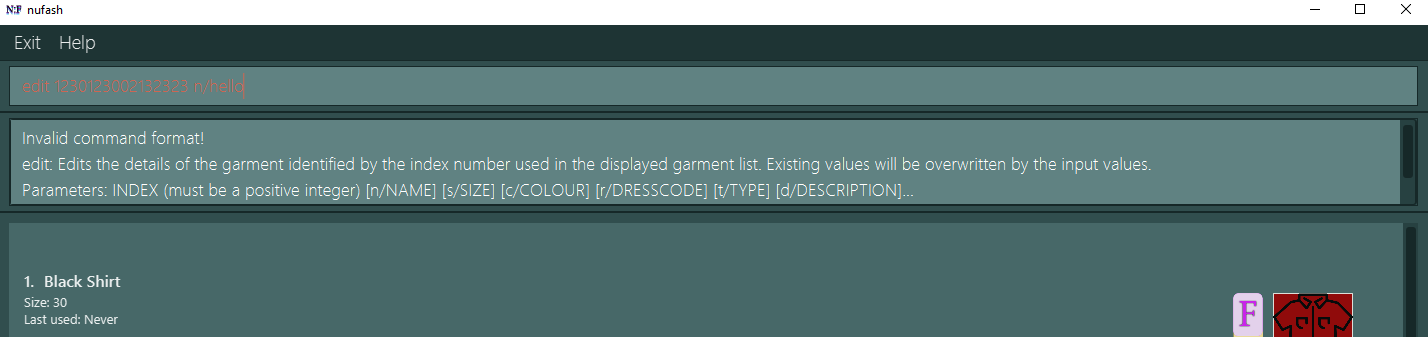 N:F nufash
Exit Help
edit 1230123002132323 n/hello
Invalid command format!
edit: Edits the details of the garment identified by the index number used in the displayed garment list. Existing values will be overwritten by the input values.
Parameters: INDEX (must be a positive integer) [n/NAME] [s/SIZE] [c/COLOUR] [r/DRESSCODE] [t/TYPE] [d/DESCRIPTION]...
1. Black Shirt
Size: 30
Last used: Never
F